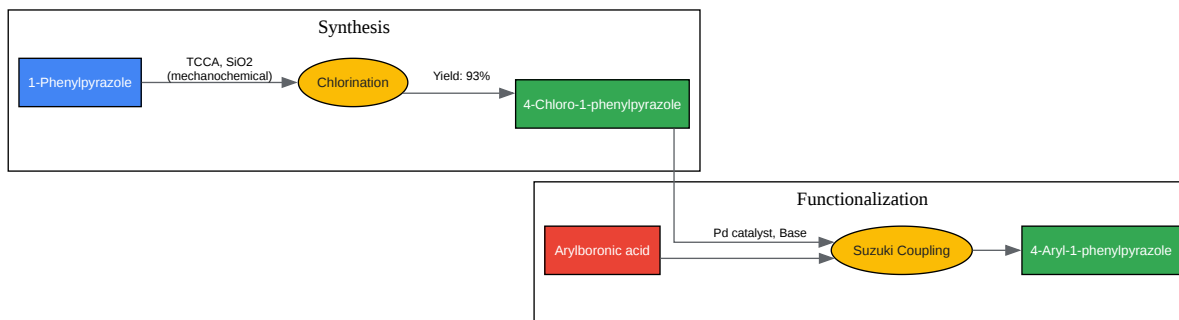 Synthesis
1-Phenylpyrazole
TCCA, SiO2
(mechanochemical)
Chlorination
Yield: 93%
4-Chloro-1-phenylpyrazole
Functionalization
Arylboronic acid
Pd catalyst, Base
Suzuki Coupling
4-Aryl-1-phenylpyrazole